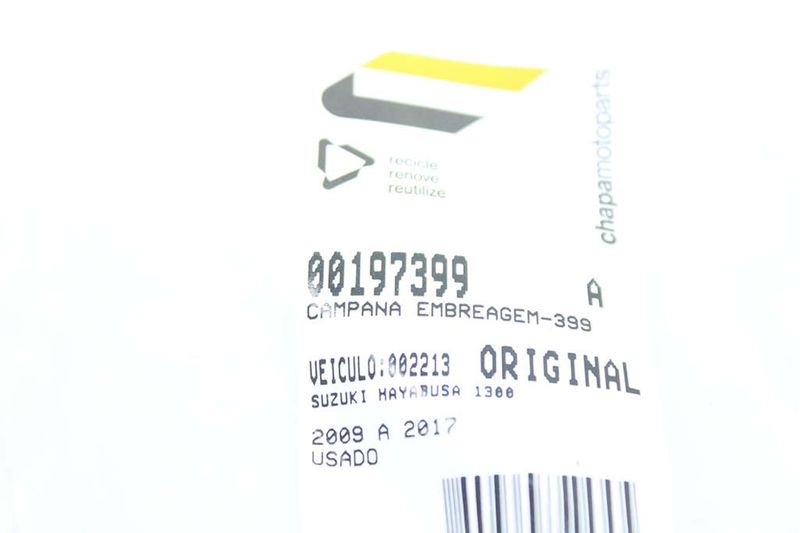 recicle
renove
reutilize
chapamotoparts
00197399 A
CAMPANA EMBREAGEM-399
VEICULO:002213 ORIGINAL
SUZUKI HAYABUSA 1300
2009 A 2017
USADO